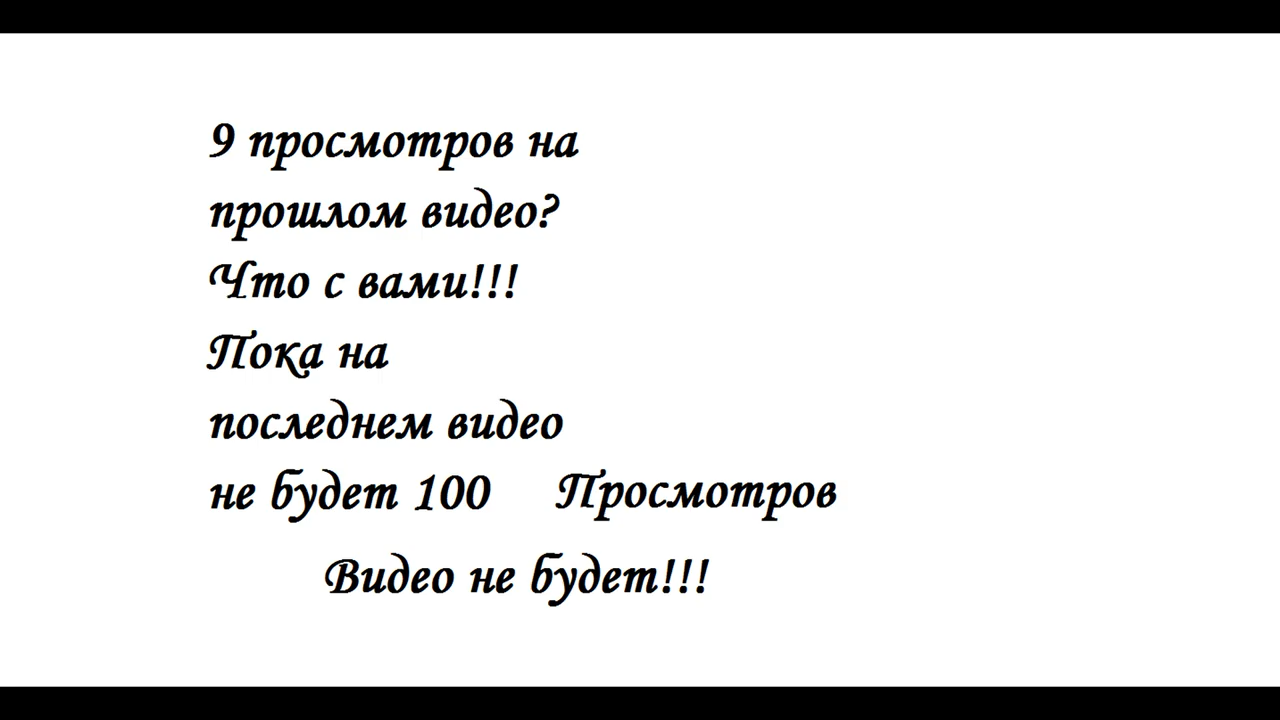 9 просмотров на
прошлом видео?
Что с вами!!!
Пока на
последнем видео
не будет 100 Просмотров
Видео не будет!!!